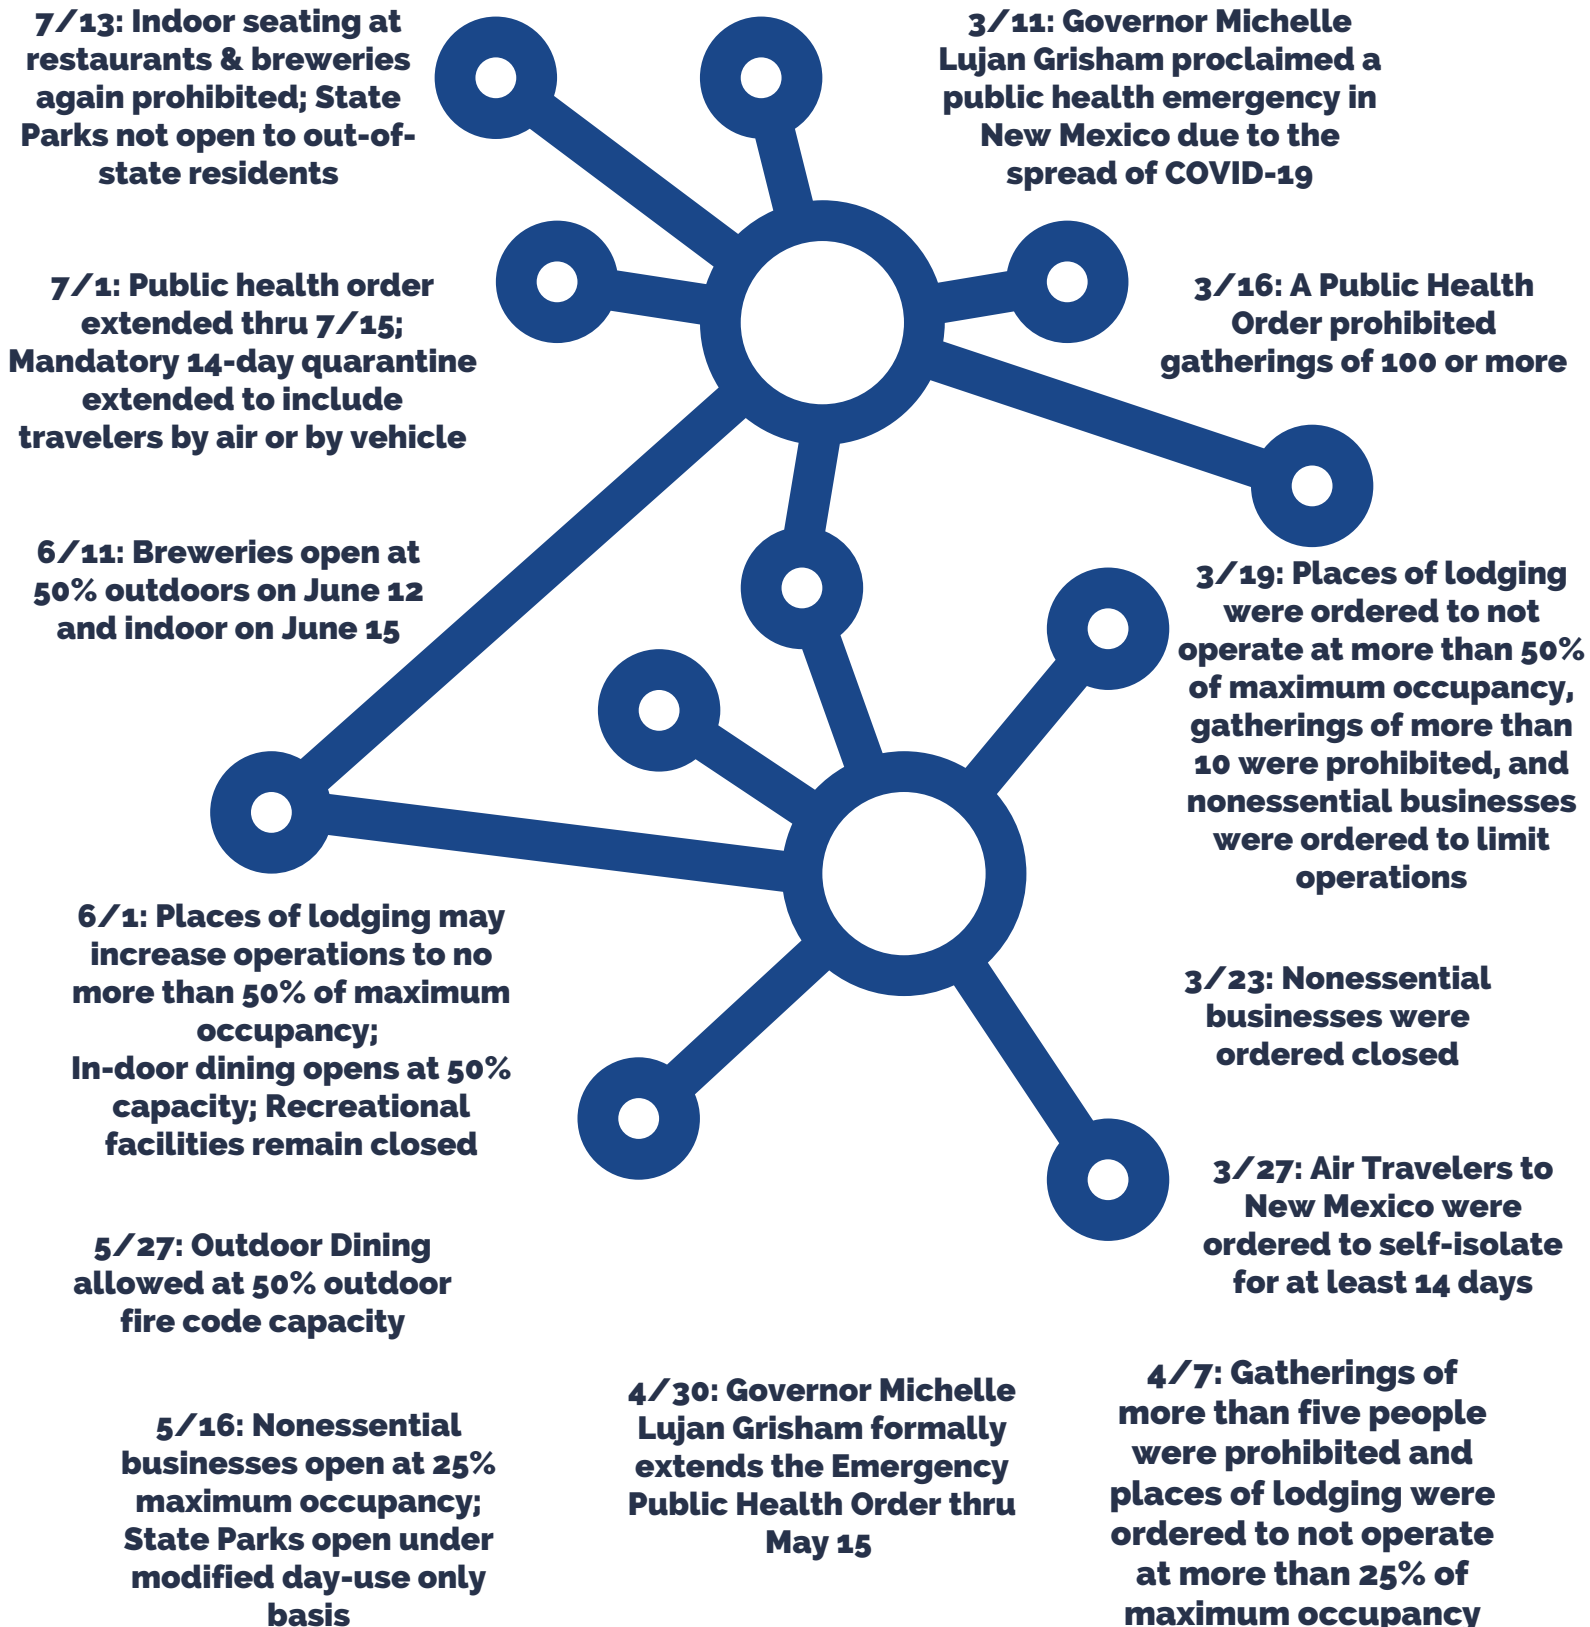 7/13: Indoor seating at
restaurants & breweries
again prohibited; State
Parks not open to out-of-
state residents
3/11: Governor Michelle
Lujan Grisham proclaimed a
public health emergency in
New Mexico due to the
spread of COVID-19
7/1: Public health order
extended thru 7/15;
Mandatory 14-day quarantine
extended to include
travelers by air or by vehicle
3/16: A Public Health
Order prohibited
gatherings of 100 or more
6/11: Breweries open at
50% outdoors on June 12
and indoor on June 15
3/19: Places of lodging
were ordered to not
operate at more than 50%
of maximum occupancy,
gatherings of more than
10 were prohibited, and
nonessential businesses
were ordered to limit
operations
6/1: Places of lodging may
increase operations to no
more than 50% of maximum
occupancy;
In-door dining opens at 50%
capacity; Recreational
facilities remain closed
3/23: Nonessential
businesses were
ordered closed
3/27: Air Travelers to
New Mexico were
ordered to self-isolate
for at least 14 days
5/27: Outdoor Dining
allowed at 50% outdoor
fire code capacity
5/16: Nonessential
businesses open at 25%
maximum occupancy;
State Parks open under
modified day-use only
basis
4/30: Governor Michelle
Lujan Grisham formally
extends the Emergency
Public Health Order thru
May 15
4/7: Gatherings of
more than five people
were prohibited and
places of lodging were
ordered to not operate
at more than 25% of
maximum occupancy